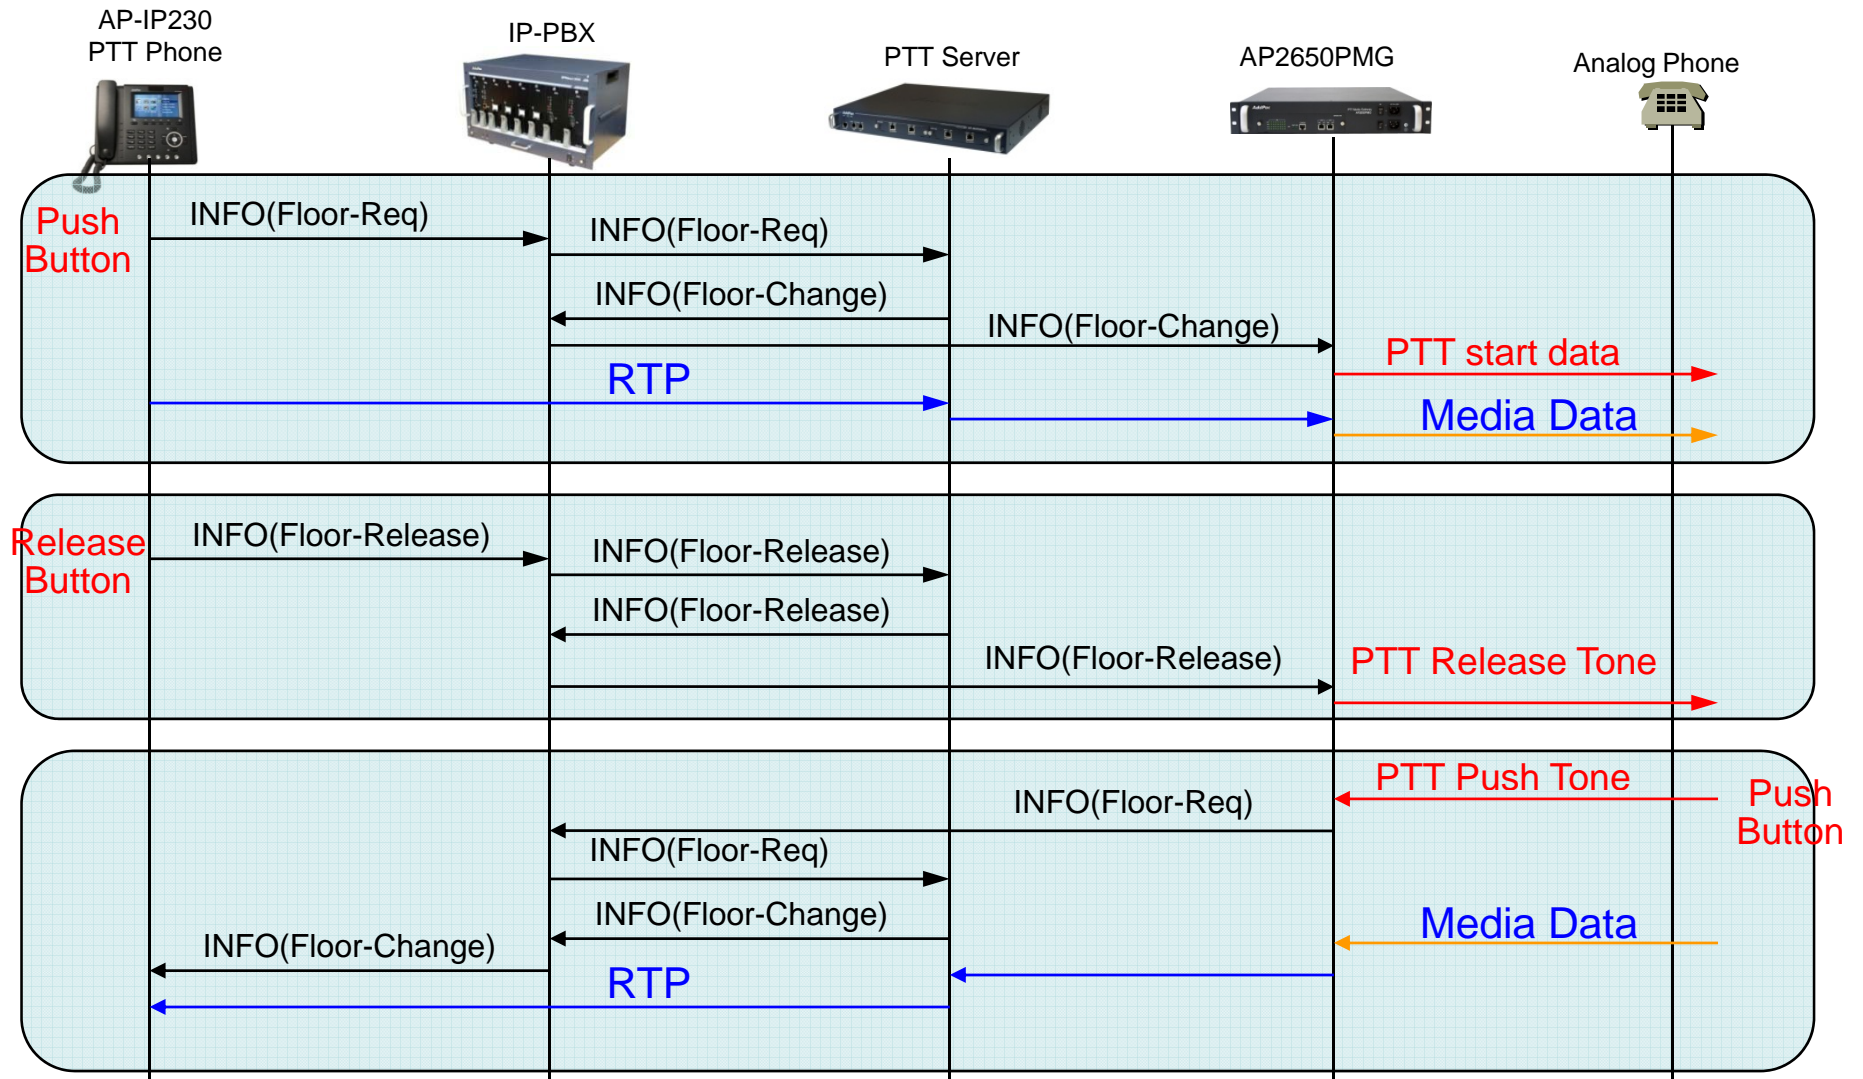 AP-IP230
PTT Phone
IP-PBX
PTT Server
AP2650PMG
Analog Phone
Push
Button
INFO(Floor-Req)
INFO(Floor-Req)
INFO(Floor-Change)
INFO(Floor-Change)
PTT start data
RTP
Media Data
Release
Button
INFO(Floor-Release)
INFO(Floor-Release)
INFO(Floor-Release)
INFO(Floor-Release)
PTT Release Tone
PTT Push Tone
Push
Button
INFO(Floor-Req)
INFO(Floor-Req)
INFO(Floor-Change)
Media Data
INFO(Floor-Change)
RTP